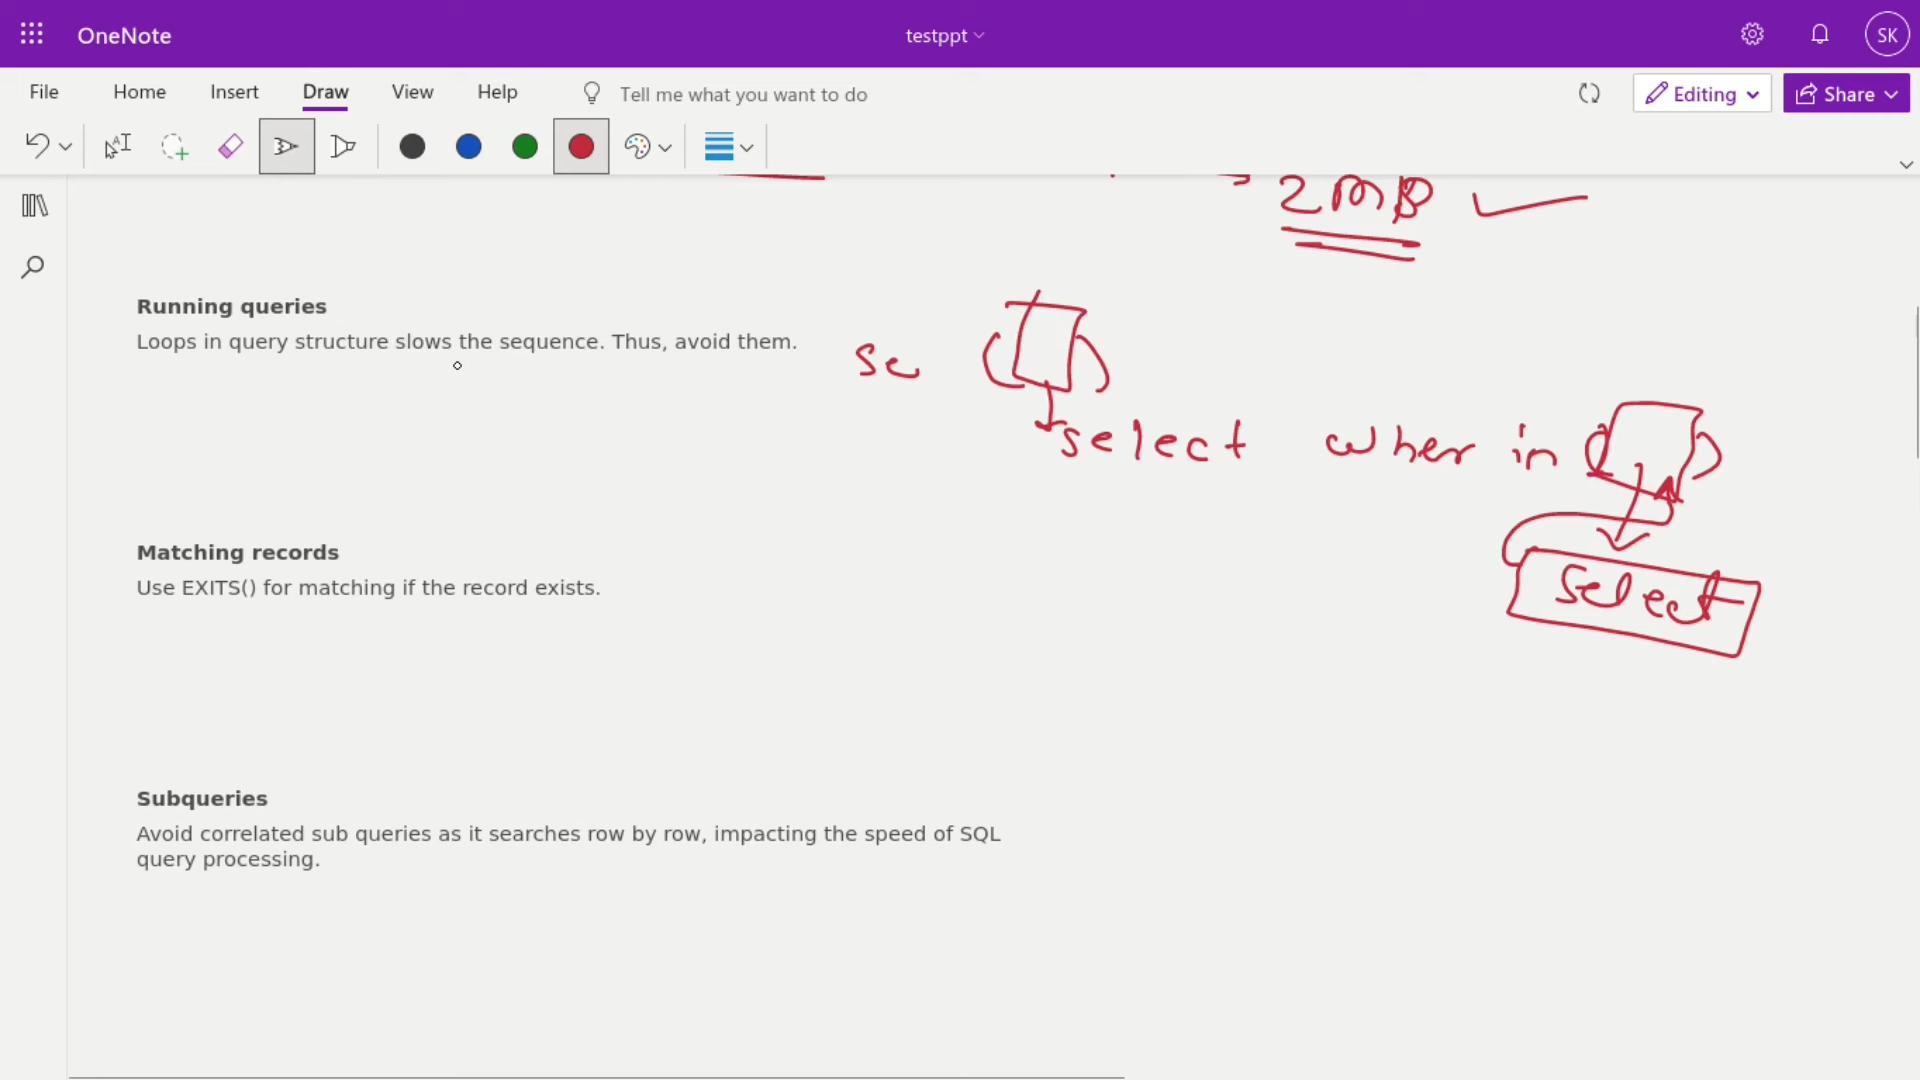 OneNote
testppt
SK
File Home Insert Draw View Help Tell me what you want to do
Editing
Share
2MB
Running queries
Loops in query structure slows the sequence. Thus, avoid them.
Se
select wher in
Select
Matching records
Use EXITS() for matching if the record exists.
Subqueries
Avoid correlated sub queries as it searches row by row, impacting the speed of SQL
query processing.